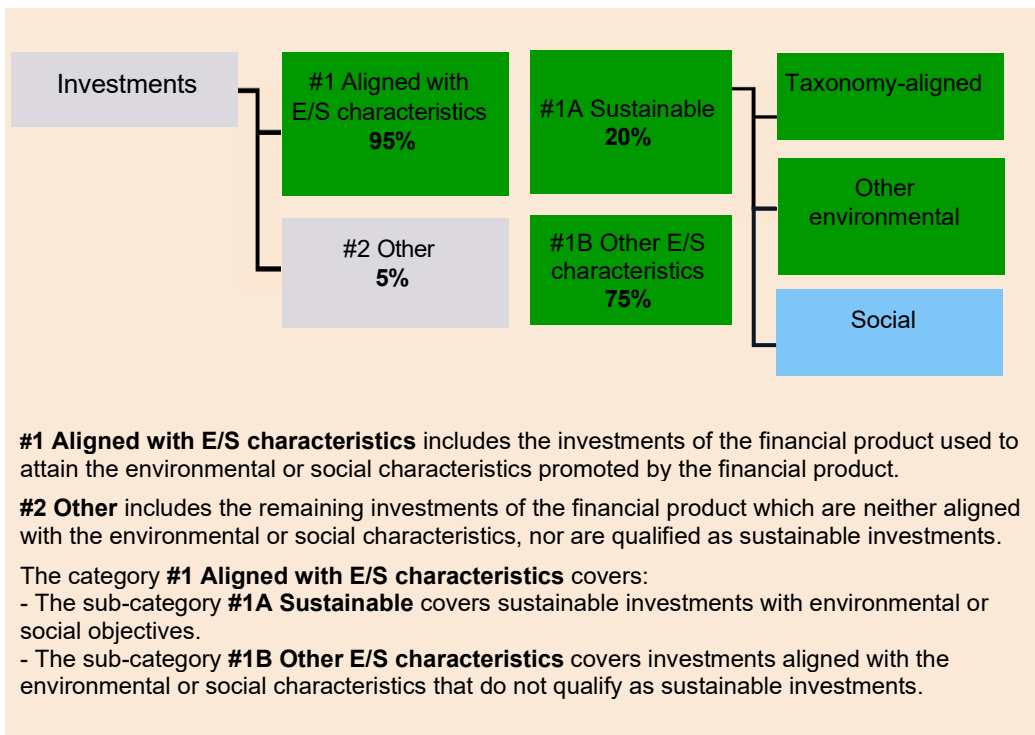 Investments
#1 Aligned with
E/S characteristics
95%
#2 Other
5%
#1A Sustainable
20%
#1B Other E/S
characteristics
75%
Taxonomy-aligned
Other
environmental
Social
#1 Aligned with E/S characteristics includes the investments of the financial product used to
attain the environmental or social characteristics promoted by the financial product.
#2 Other includes the remaining investments of the financial product which are neither aligned
with the environmental or social characteristics, nor are qualified as sustainable investments.
The category #1 Aligned with E/S characteristics covers:
- The sub-category #1A Sustainable covers sustainable investments with environmental or
social objectives.
- The sub-category #1B Other E/S characteristics covers investments aligned with the
environmental or social characteristics that do not qualify as sustainable investments.